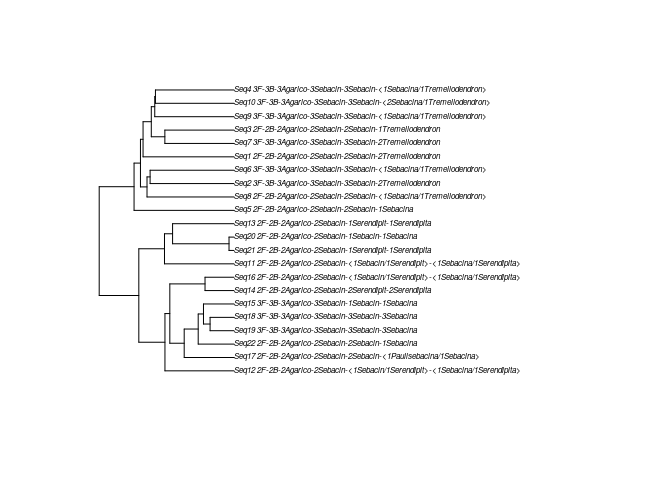 Seq4 3F-3B-3Agarico-3Sebacin-3Sebacin-<1Sebacina/1Tremellodendron>
Seq10 3F-3B-3Agarico-3Sebacin-3Sebacin-<2Sebacina/1Tremellodendron>
Seq9 3F-3B-3Agarico-3Sebacin-3Sebacin-<1Sebacina/1Tremellodendron>
Seq3 2F-2B-2Agarico-2Sebacin-2Sebacin-1Tremellodendron
Seq7 3F-3B-3Agarico-3Sebacin-3Sebacin-2Tremellodendron
Seq1 2F-2B-2Agarico-2Sebacin-2Sebacin-2Tremellodendron
Seq6 3F-3B-3Agarico-3Sebacin-3Sebacin-<1Sebacina/1Tremellodendron>
Seq2 3F-3B-3Agarico-3Sebacin-3Sebacin-2Tremellodendron
Seq8 2F-2B-2Agarico-2Sebacin-2Sebacin-<1Sebacina/1Tremellodendron>
Seq5 2F-2B-2Agarico-2Sebacin-2Sebacin-1Sebacina
Seq13 2F-2B-2Agarico-2Sebacin-1Serendipit-1Serendipita
Seq20 2F-2B-2Agarico-2Sebacin-1Sebacin-1Sebacina
Seq21 2F-2B-2Agarico-2Sebacin-1Serendipit-1Serendipita
Seq11 2F-2B-2Agarico-2Sebacin-<1Sebacin/1Serendipit>-<1Sebacina/1Serendipita>
Seq16 2F-2B-2Agarico-2Sebacin-<1Sebacin/1Serendipit>-<1Sebacina/1Serendipita>
Seq14 2F-2B-2Agarico-2Sebacin-2Serendipit-2Serendipita
Seq15 3F-3B-3Agarico-3Sebacin-1Sebacin-1Sebacina
Seq18 3F-3B-3Agarico-3Sebacin-3Sebacin-3Sebacina
Seq19 3F-3B-3Agarico-3Sebacin-3Sebacin-3Sebacina
Seq22 2F-2B-2Agarico-2Sebacin-2Sebacin-1Sebacina
Seq17 2F-2B-2Agarico-2Sebacin-2Sebacin-<1Paulisebacina/1Sebacina>
Seq12 2F-2B-2Agarico-2Sebacin-<1Sebacin/1Serendipit>-<1Sebacina/1Serendipita>